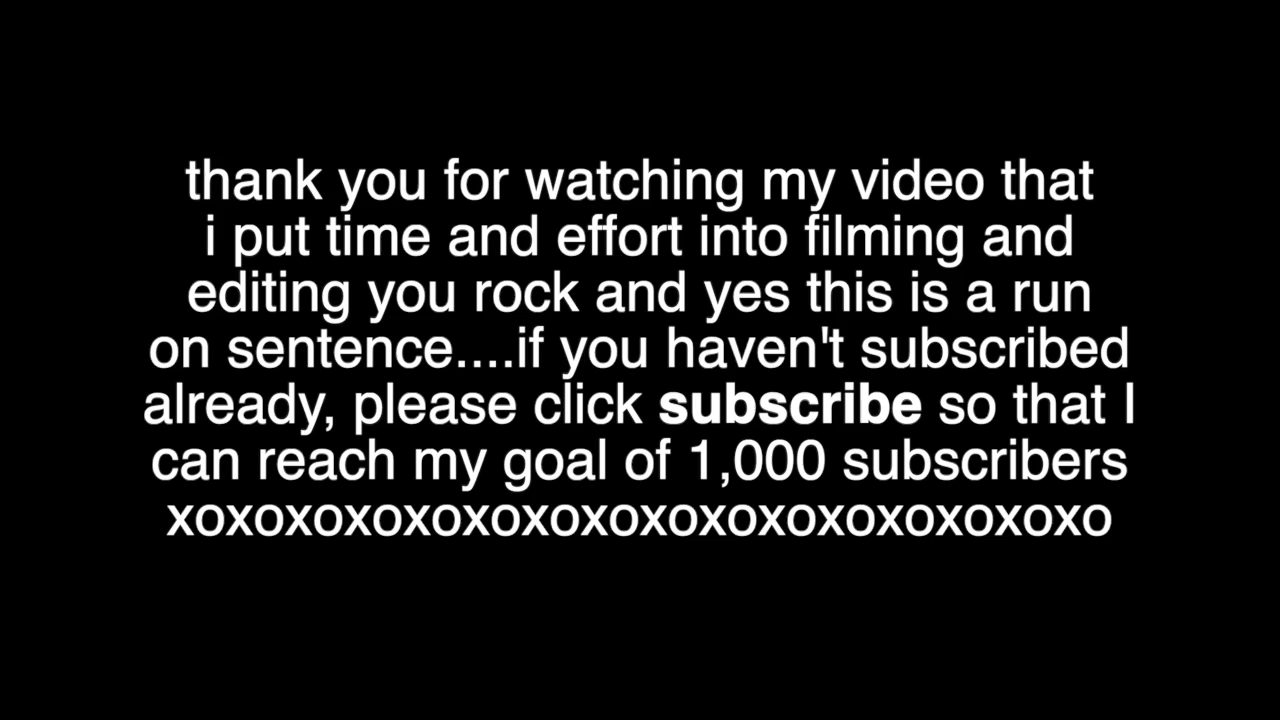 thank you for watching my video that
i put time and effort into filming and
editing you rock and yes this is a run
on sentence....if you haven't subscribed
already, please click subscribe so that I
can reach my goal of 1,000 subscribers
xoxoxoxoxoxoxoxoxoxoxoxoxoxoxoxo